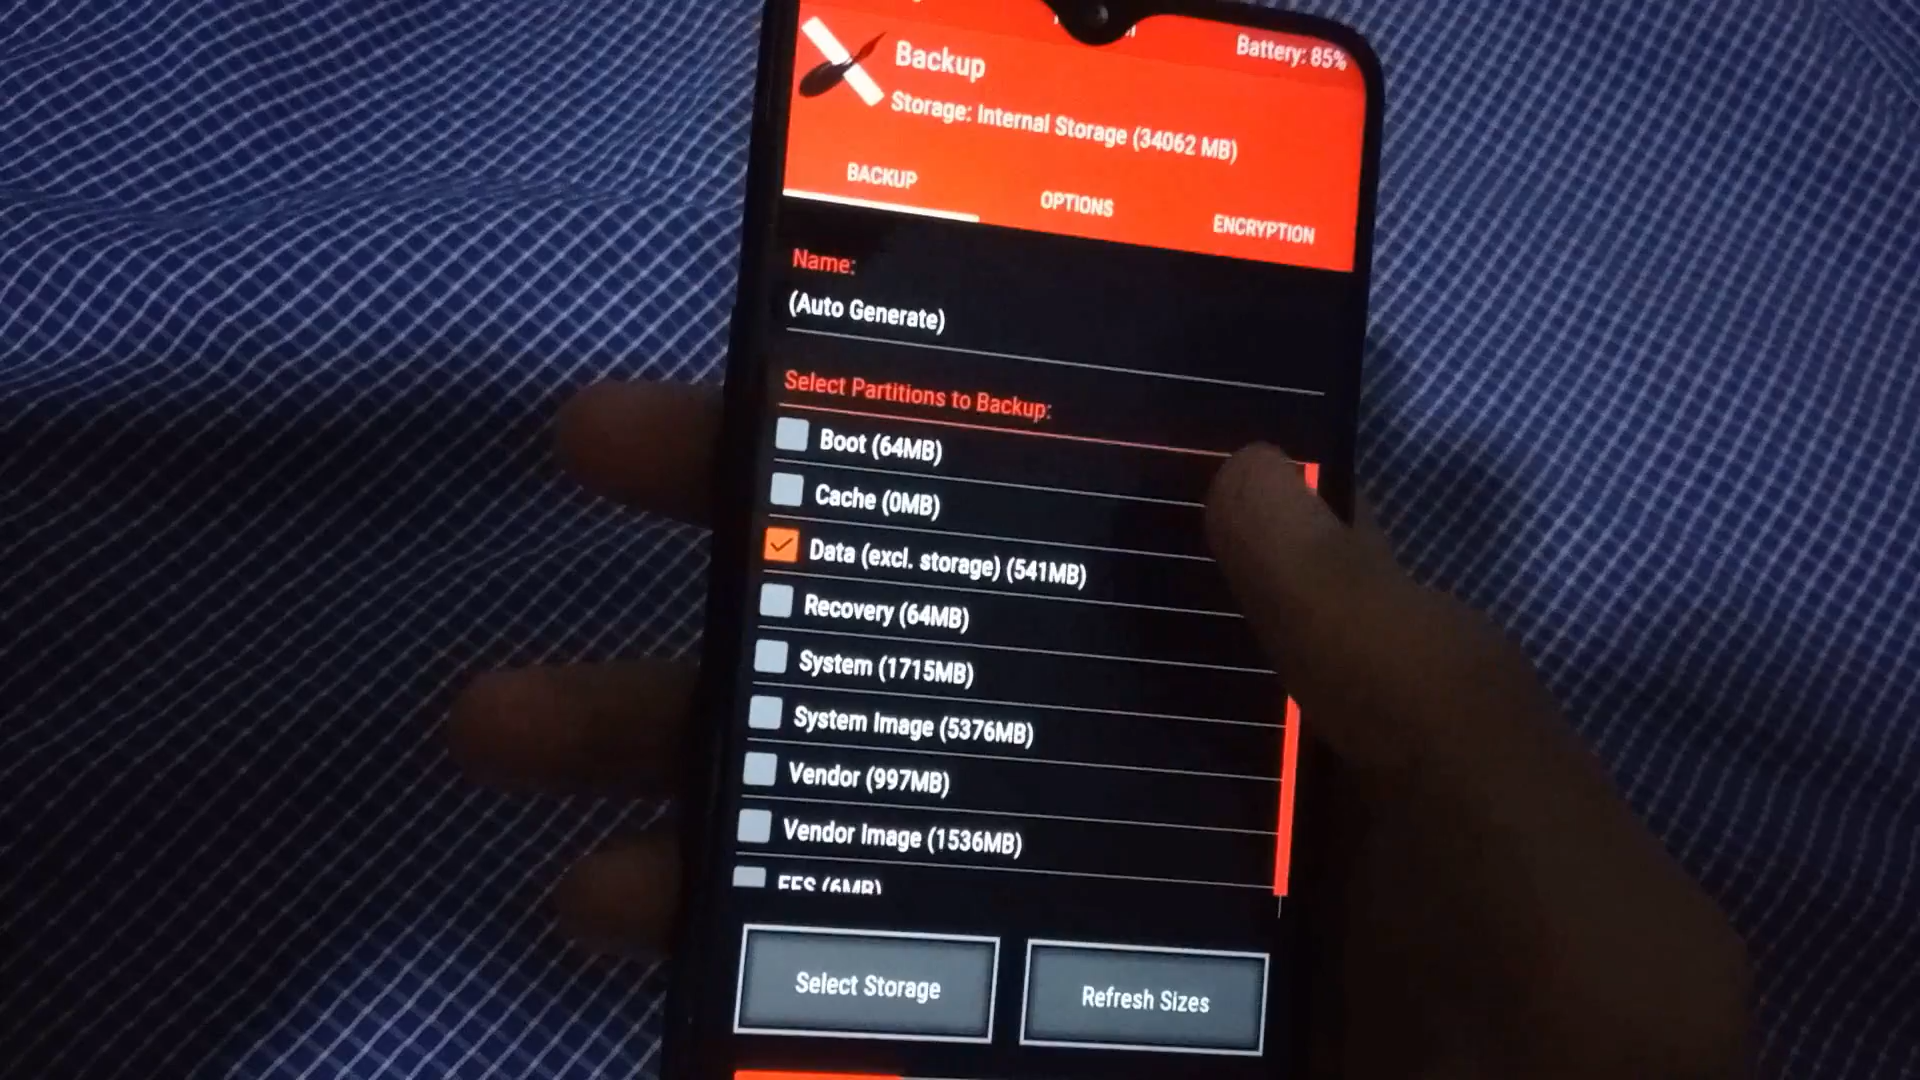 Battery: 85%
Backup
Storage: Internal Storage (34062 MB)
BACKUP
OPTIONS
ENCRYPTION
Name:
(Auto Generate)
Select Partitions to Backup:
Boot (64MB)
Cache (0MB)
Data (excl. storage) (541MB)
Recovery (64MB)
System (1715MB)
System Image (5376MB)
Vendor (997MB)
Vendor Image (1536MB)
EFS (6MB)
Select Storage
Refresh Sizes